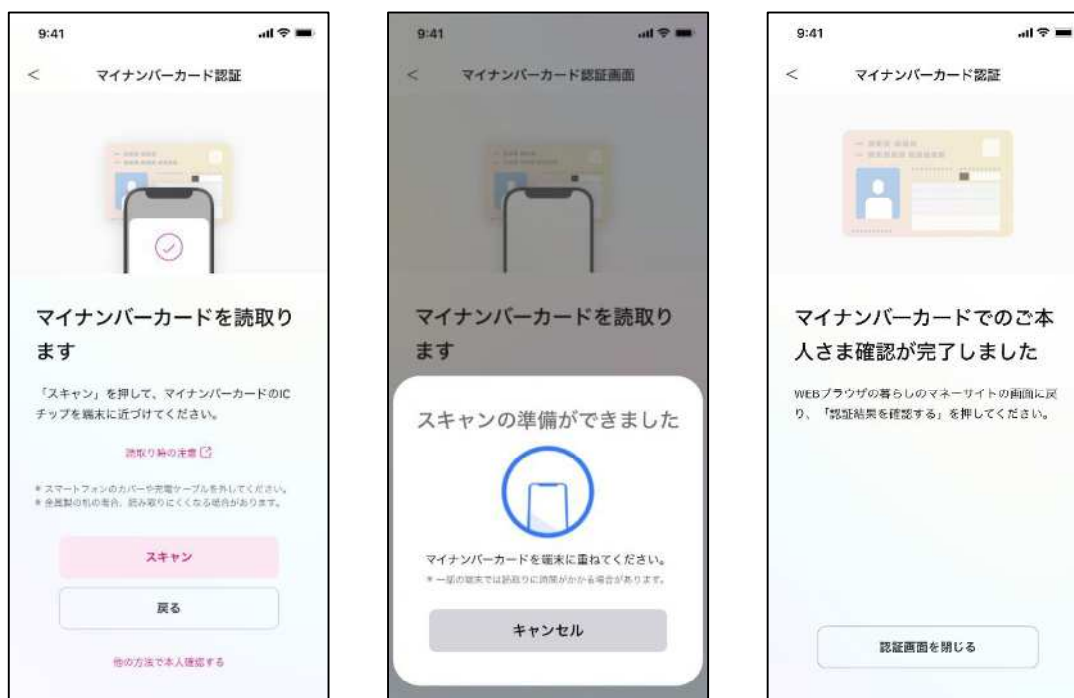 9:41
< マイナンバーカード認証
マイナンバーカードを読取り
ます
「スキャン」を押して、マイナンバーカードのIC
チップを端末に近づけてください。
読取り時の注意
* スマートフォンのカバーや充電ケーブルを外してください。
* 金属製の机の場合、読み取りにくくなる場合があります。
スキャン
戻る
他の方法で本人確認する
9:41
< マイナンバーカード認証画面
マイナンバーカードを読取り
ます
スキャンの準備ができました
マイナンバーカードを端末に重ねてください。
* 一部の端末では読取りに時間がかかる場合があります。
キャンセル
9:41
< マイナンバーカード認証
マイナンバーカードでのご本
人さま確認が完了しました
WEBブラウザの暮らしのマネーサイトの画面に戻
り、「認証結果を確認する」を押してください。
認証画面を閉じる